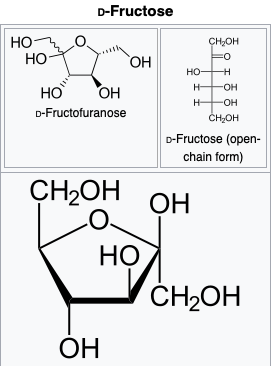 D-Fructose
HO
O
OH
HO
HO
OH
D-Fructofuranose
CH₂OH
O
HO H
H OH
H OH
CH₂OH
D-Fructose (open-
chain form)
CH₂OH
O
OH
HO
CH₂OH
OH